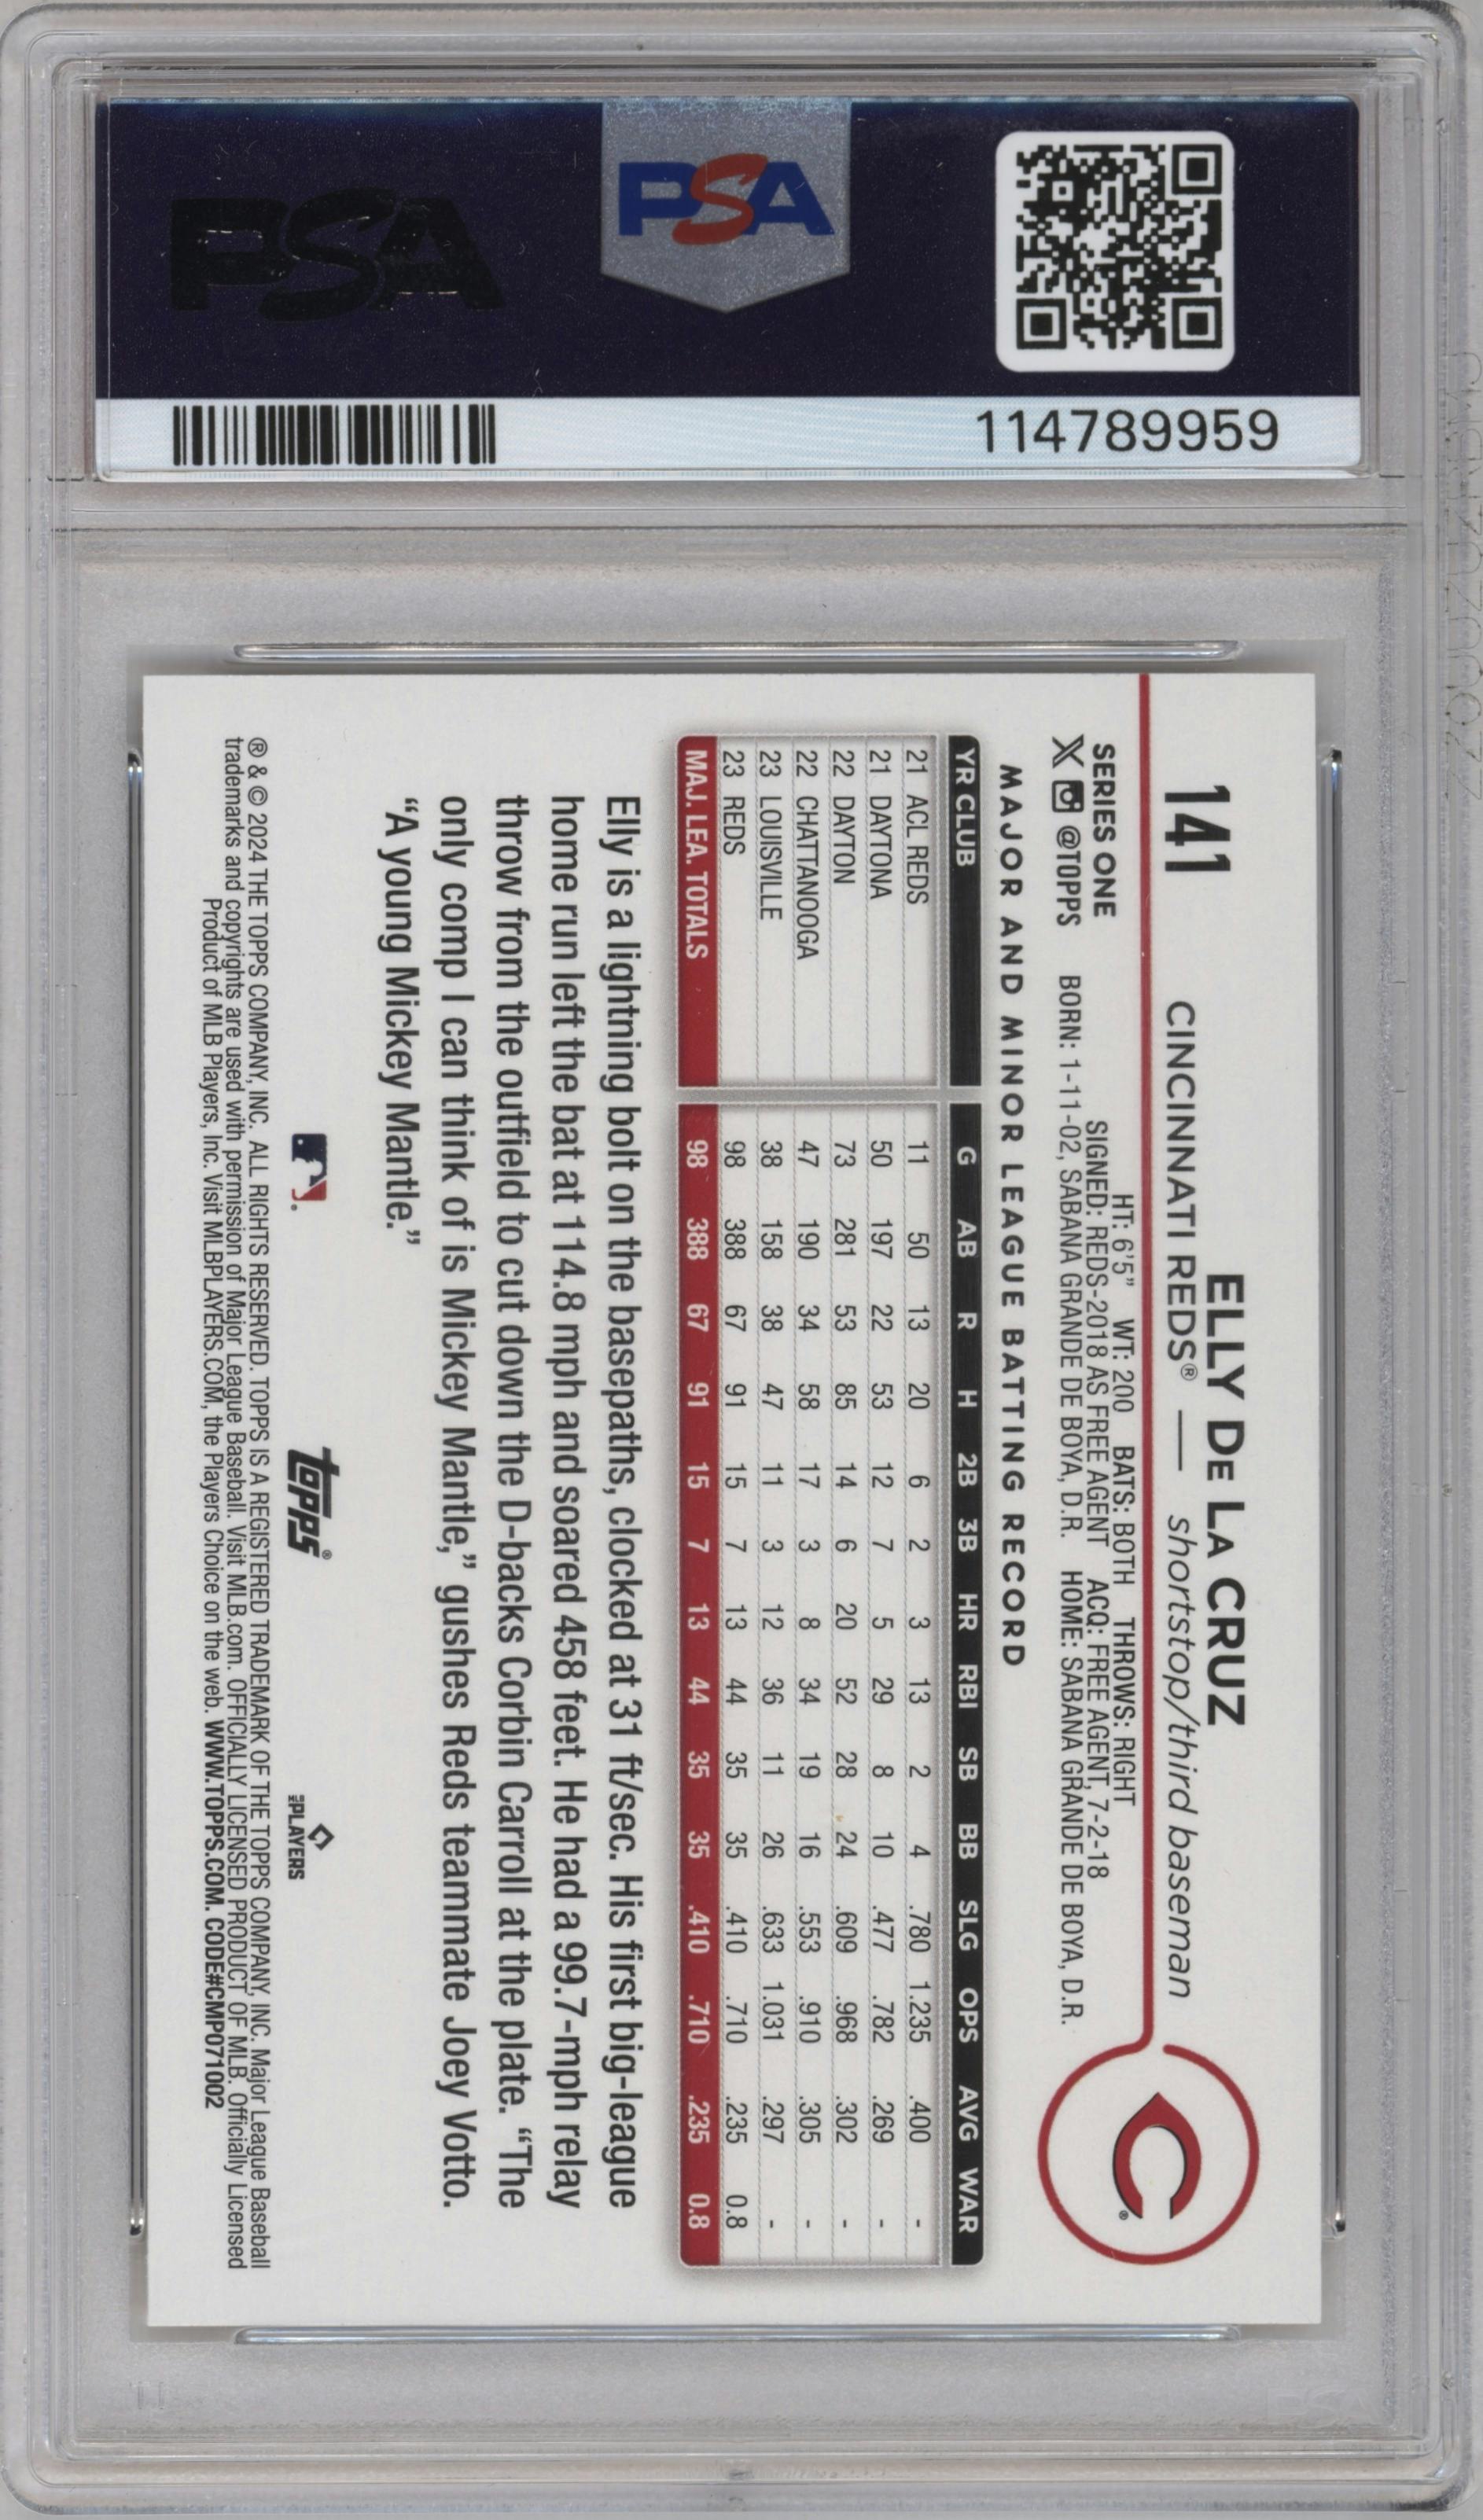 PSA
PSA
114789959
141
ELLY DE LA CRUZ
CINCINNATI REDS® — shortstop/third baseman
C®
SERIES ONE
X @TOPPS
HT: 6'5" WT: 200 BATS: BOTH THROWS: RIGHT
SIGNED: REDS-2018 AS FREE AGENT ACQ: FREE AGENT, 7-2-18
BORN: 1-11-02, SABANA GRANDE DE BOYA, D.R. HOME: SABANA GRANDE DE BOYA, D.R.
MAJOR AND MINOR LEAGUE BATTING RECORD
YR CLUB G AB R H 2B 3B HR RBI SB BB SLG OPS AVG WAR
21 ACL REDS 11 50 13 20 6 2 3 13 2 4 .780 1.235 .400 -
21 DAYTONA 50 197 22 53 12 7 5 29 8 10 .477 .782 .269 -
22 DAYTON 73 281 53 85 14 6 20 52 28 24 .609 .968 .302 -
22 CHATTANOOGA 47 190 34 58 17 3 8 34 19 16 .553 .910 .305 -
23 LOUISVILLE 38 158 38 47 11 3 12 36 11 26 .633 1.031 .297 -
23 REDS 98 388 67 91 15 7 13 44 35 35 .410 .710 .235 0.8
MAJ. LEA. TOTALS 98 388 67 91 15 7 13 44 35 35 .410 .710 .235 0.8
Elly is a lightning bolt on the basepaths, clocked at 31 ft/sec. His first big-league
home run left the bat at 114.8 mph and soared 458 feet. He had a 99.7-mph relay
throw from the outfield to cut down the D-backs Corbin Carroll at the plate. “The
only comp I can think of is Mickey Mantle,” gushes Reds teammate Joey Votto.
“A young Mickey Mantle.”
topps®
MLB PLAYERS
® & © 2024 THE TOPPS COMPANY, INC. ALL RIGHTS RESERVED. TOPPS IS A REGISTERED TRADEMARK OF THE TOPPS COMPANY, INC. Major League Baseball
trademarks and copyrights are used with permission of Major League Baseball. Visit MLB.com. OFFICIALLY LICENSED PRODUCT OF MLB. Officially Licensed
Product of MLB Players, Inc. Visit MLBPLAYERS.COM, the Players Choice on the web. WWW.TOPPS.COM. CODE#CMP071002